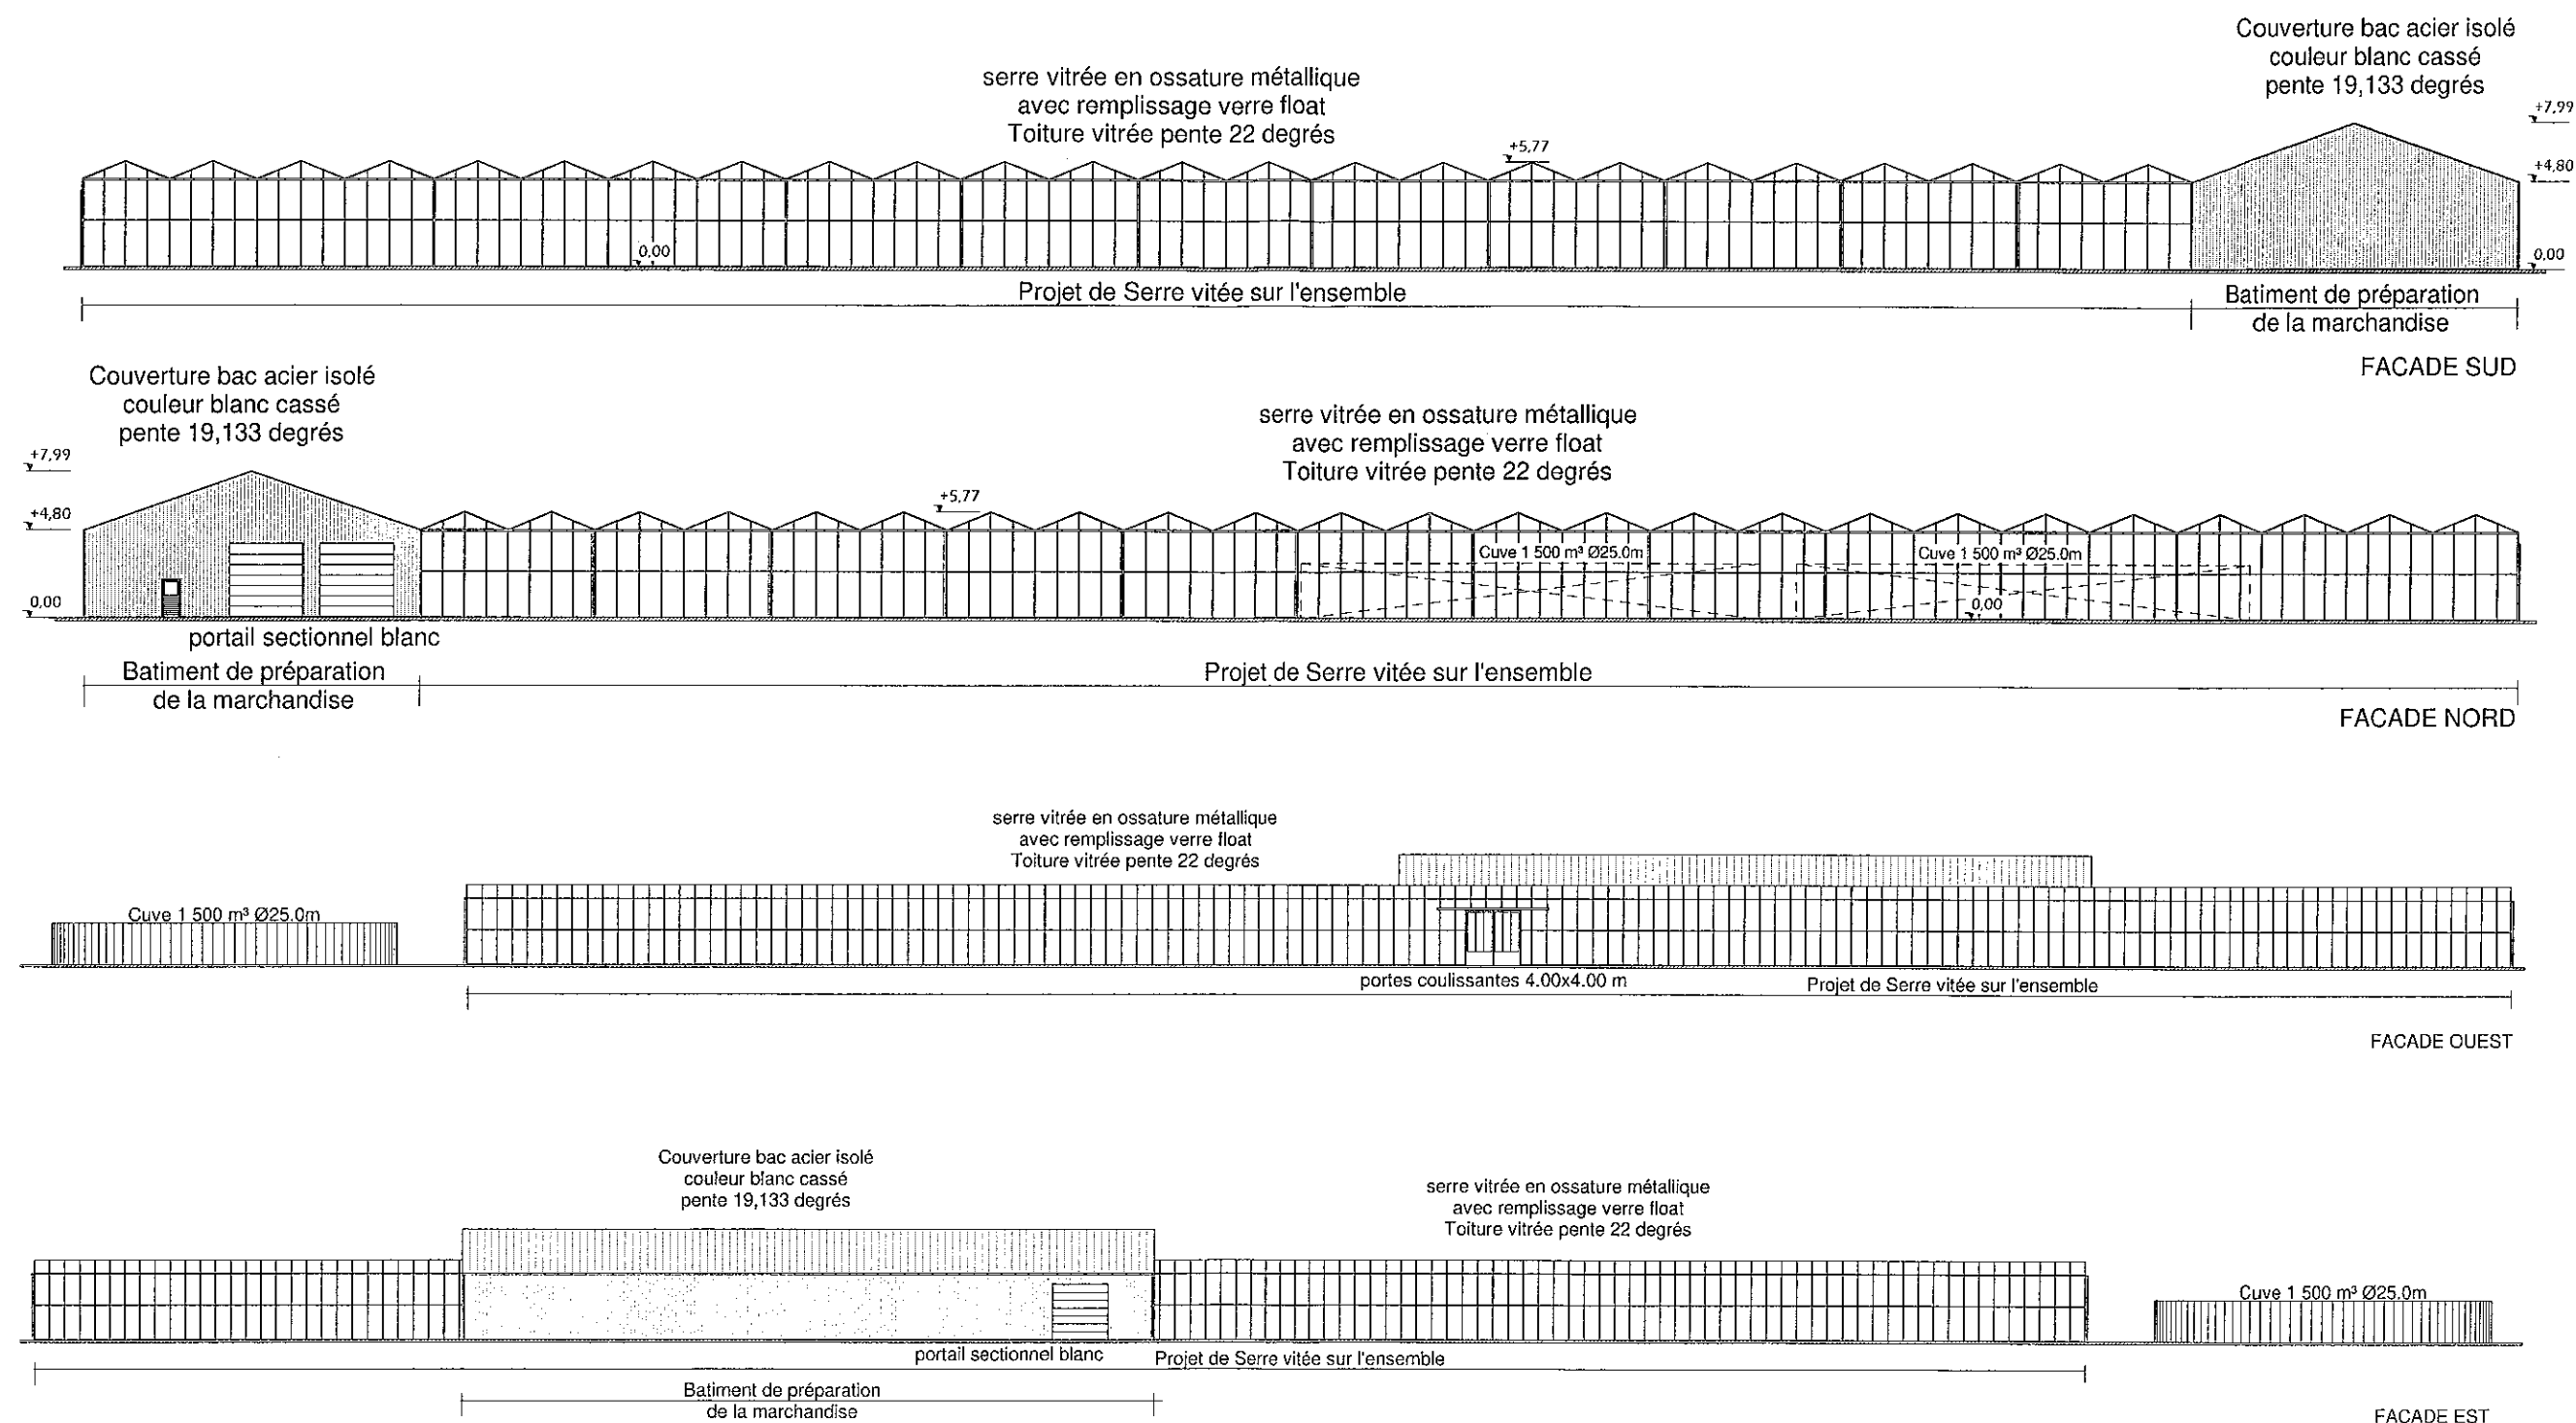 Couverture bac acier isolé
couleur blanc cassé
pente 19,133 degrés
serre vitrée en ossature métallique
avec remplissage verre float
Toiture vitrée pente 22 degrés
+7,99
+5,77
+4,80
0,00
0,00
Projet de Serre vitée sur l'ensemble
Batiment de préparation
de la marchandise
FACADE SUD
Couverture bac acier isolé
couleur blanc cassé
pente 19,133 degrés
serre vitrée en ossature métallique
avec remplissage verre float
Toiture vitrée pente 22 degrés
+7,99
+5,77
+4,80
Cuve 1 500 m³ Ø25.0m
Cuve 1 500 m³ Ø25.0m
0,00
0,00
portail sectionnel blanc
Batiment de préparation
de la marchandise
Projet de Serre vitée sur l'ensemble
FACADE NORD
serre vitrée en ossature métallique
avec remplissage verre float
Toiture vitrée pente 22 degrés
Cuve 1 500 m³ Ø25.0m
portes coulissantes 4.00x4.00 m
Projet de Serre vitée sur l'ensemble
FACADE OUEST
Couverture bac acier isolé
couleur blanc cassé
pente 19,133 degrés
serre vitrée en ossature métallique
avec remplissage verre float
Toiture vitrée pente 22 degrés
Cuve 1 500 m³ Ø25.0m
portail sectionnel blanc
Projet de Serre vitée sur l'ensemble
Batiment de préparation
de la marchandise
FACADE EST